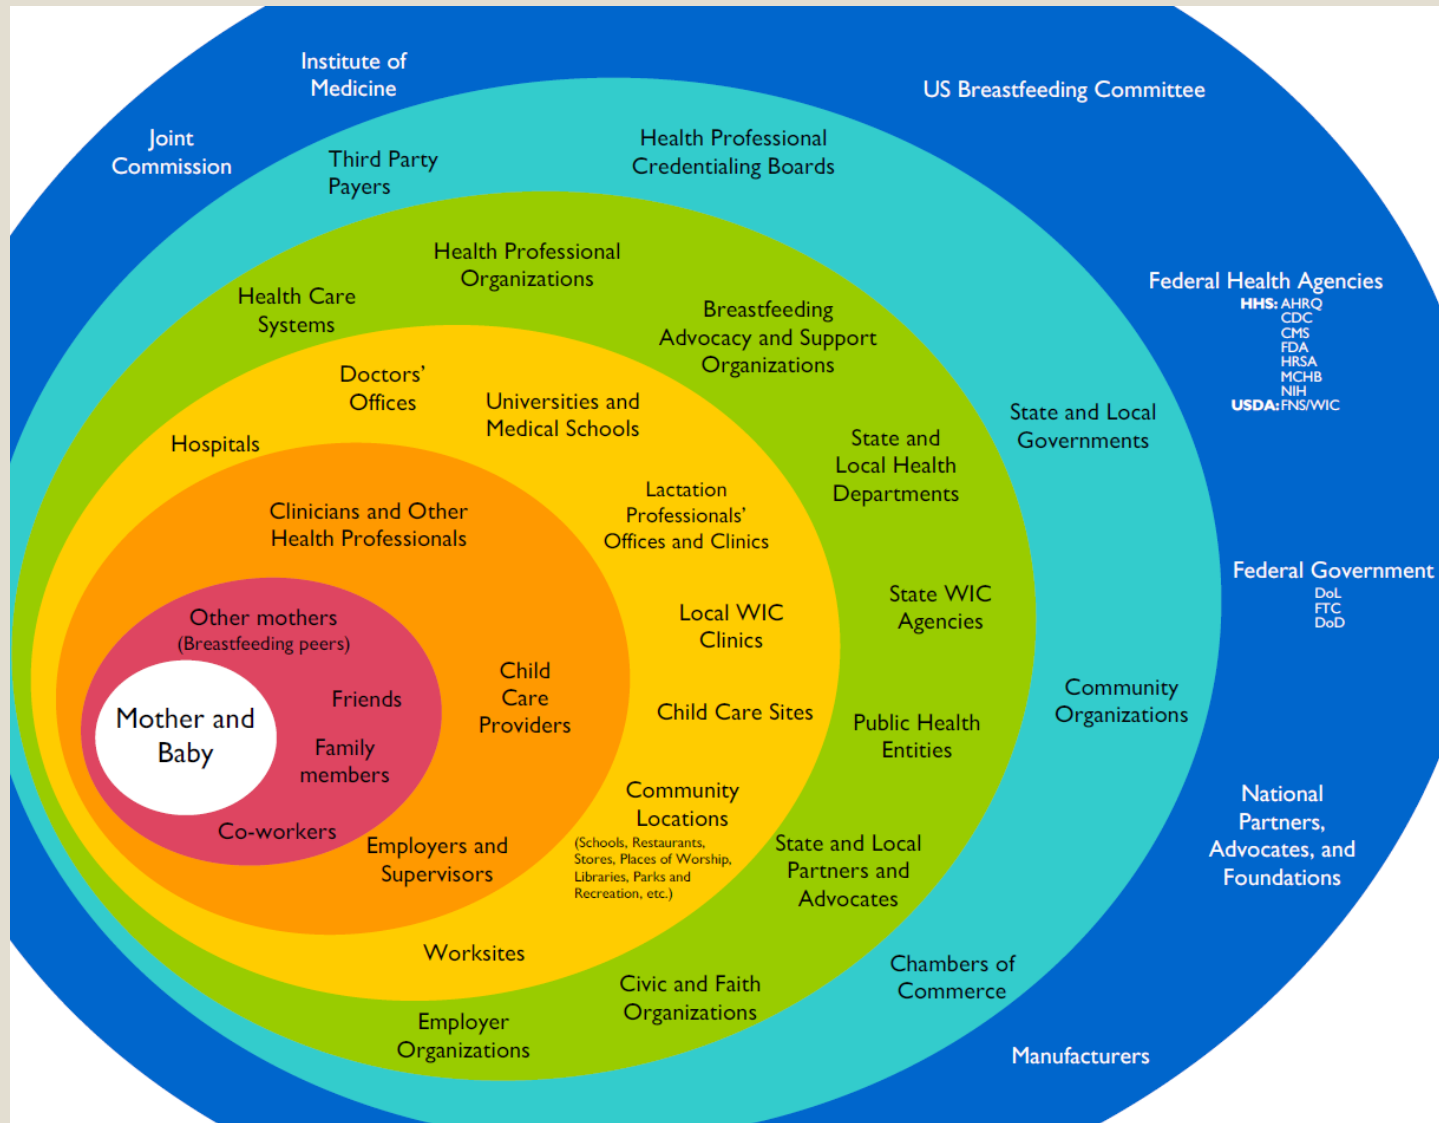 Institute of
Medicine
US Breastfeeding Committee
Joint
Commission
Third Party
Payers
Health Professional
Credentialing Boards
Health Professional
Organizations
Federal Health Agencies
HHS: AHRQ
CDC
CMS
FDA
HRSA
MCHB
NIH
USDA: FNS/WIC
Health Care
Systems
Breastfeeding
Advocacy and Support
Organizations
Doctors’
Offices
Universities and
Medical Schools
State and Local
Governments
Hospitals
State and
Local Health
Departments
Lactation
Professionals’
Offices and Clinics
Clinicians and Other
Health Professionals
Federal Government
DoL
FTC
DoD
State WIC
Agencies
Local WIC
Clinics
Other mothers
(Breastfeeding peers)
Child
Care
Providers
Friends
Community
Organizations
Child Care Sites
Mother and
Baby
Public Health
Entities
Family
members
Community
Locations
(Schools, Restaurants,
Stores, Places of Worship,
Libraries, Parks and
Recreation, etc.)
National
Partners,
Advocates, and
Foundations
Co-workers
Employers and
Supervisors
State and Local
Partners and
Advocates
Worksites
Chambers of
Commerce
Civic and Faith
Organizations
Employer
Organizations
Manufacturers